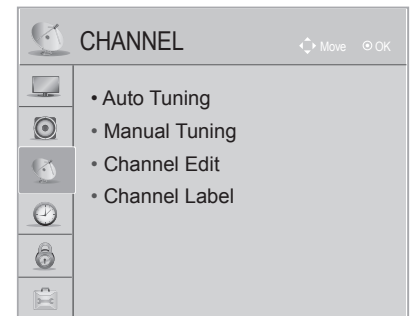 CHANNEL
Move OK
• Auto Tuning
• Manual Tuning
• Channel Edit
• Channel Label